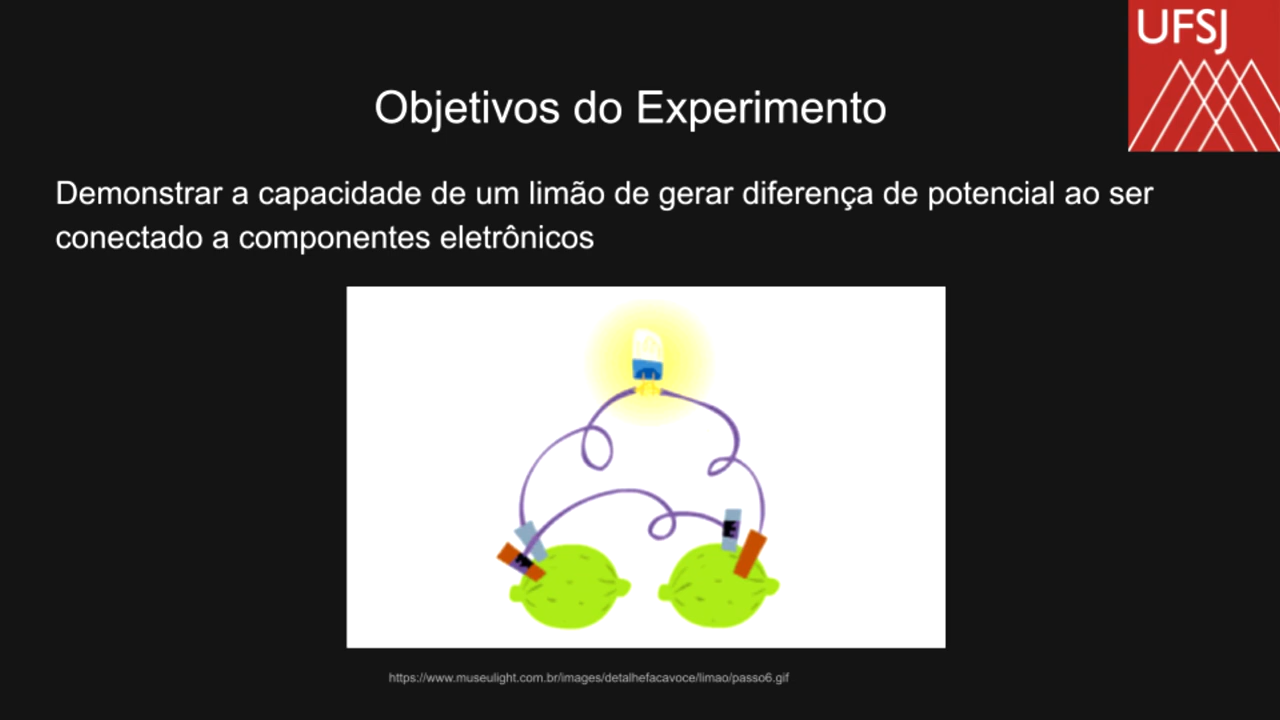 UFSJ
Objetivos do Experimento
Demonstrar a capacidade de um limão de gerar diferença de potencial ao ser
conectado a componentes eletrônicos
https://www.museulight.com.br/images/detalhefacavoce/limao/passo6.gif